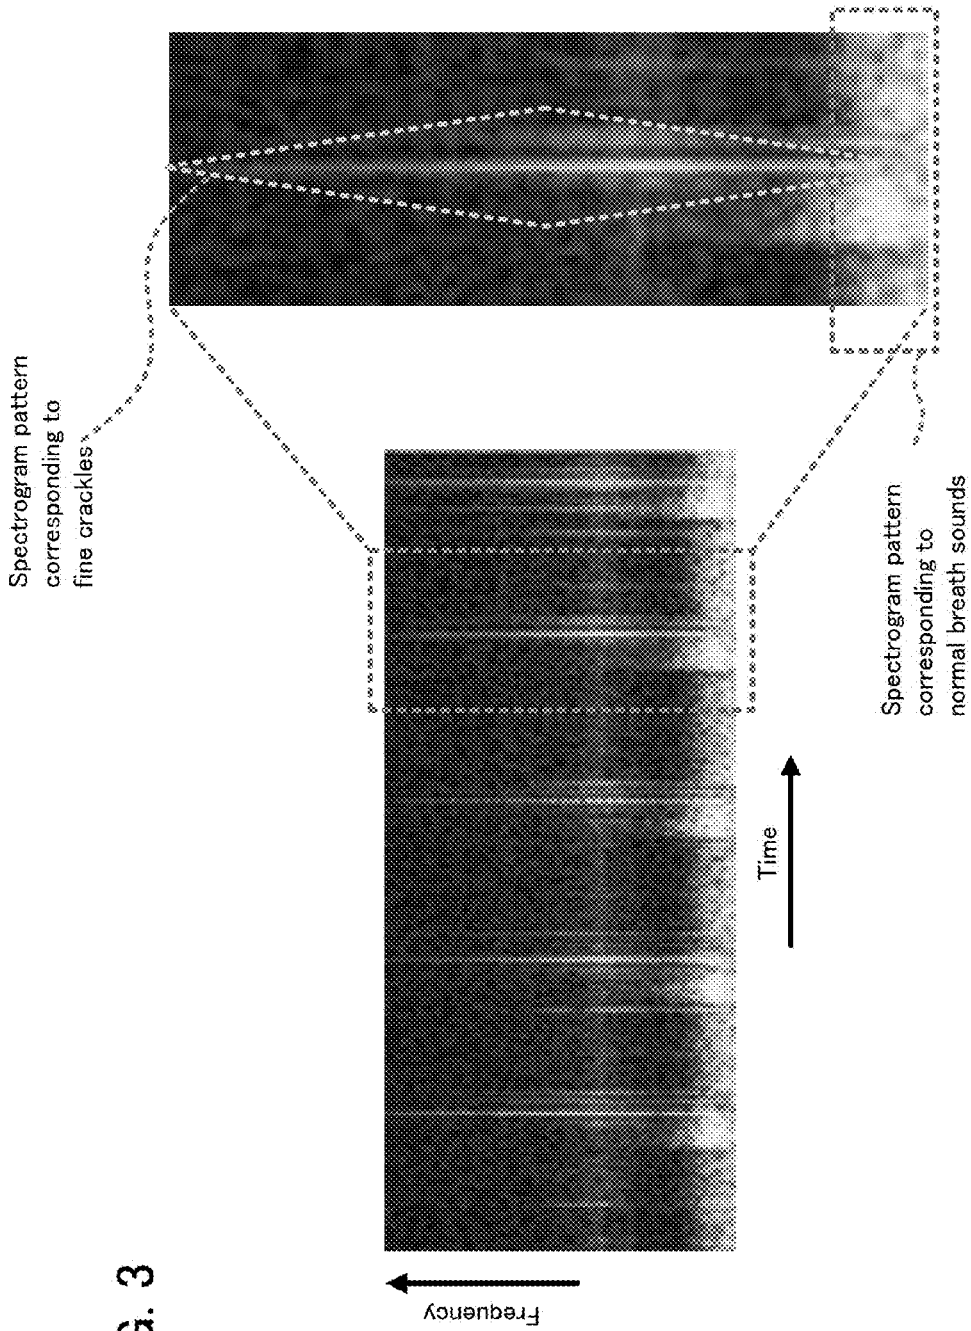 G. 3
Spectrogram pattern
corresponding to
fine crackles
Frequency
Time
Spectrogram pattern
corresponding to
normal breath sounds